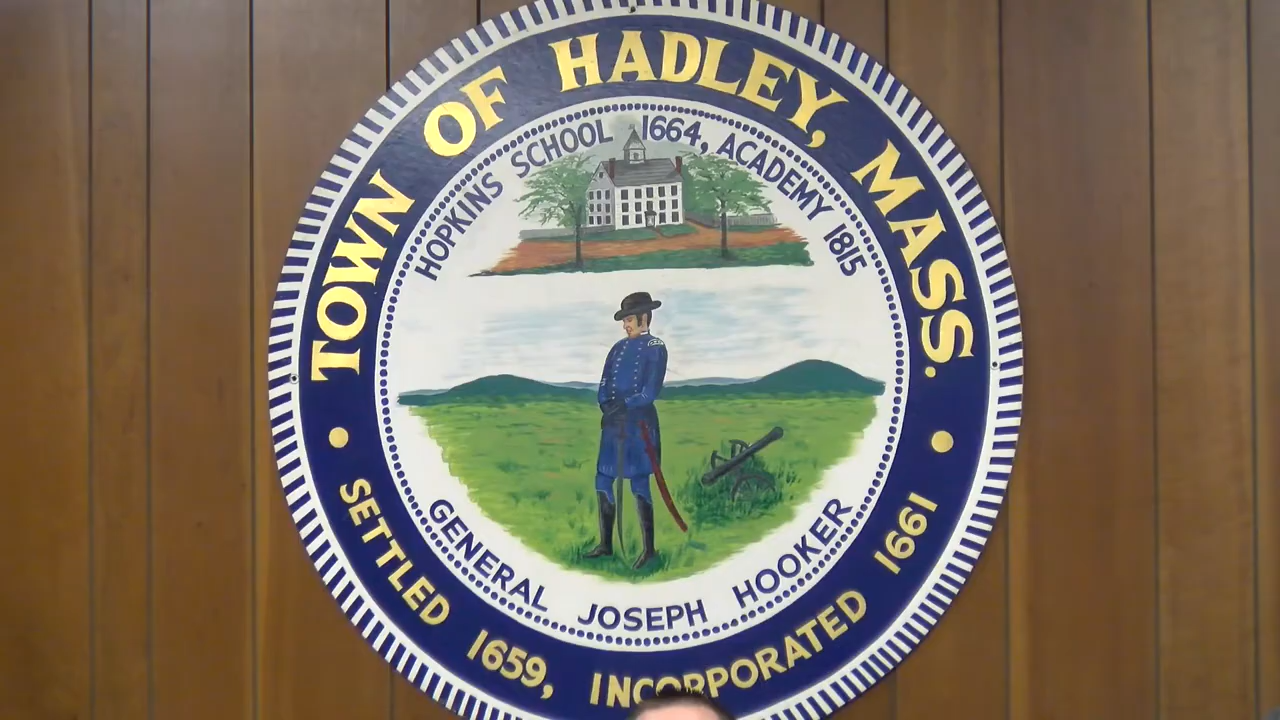 TOWN OF HADLEY, MASS.
HOPKINS SCHOOL 1664, ACADEMY 1815
GENERAL JOSEPH HOOKER
SETTLED 1659, INCORPORATED 1661